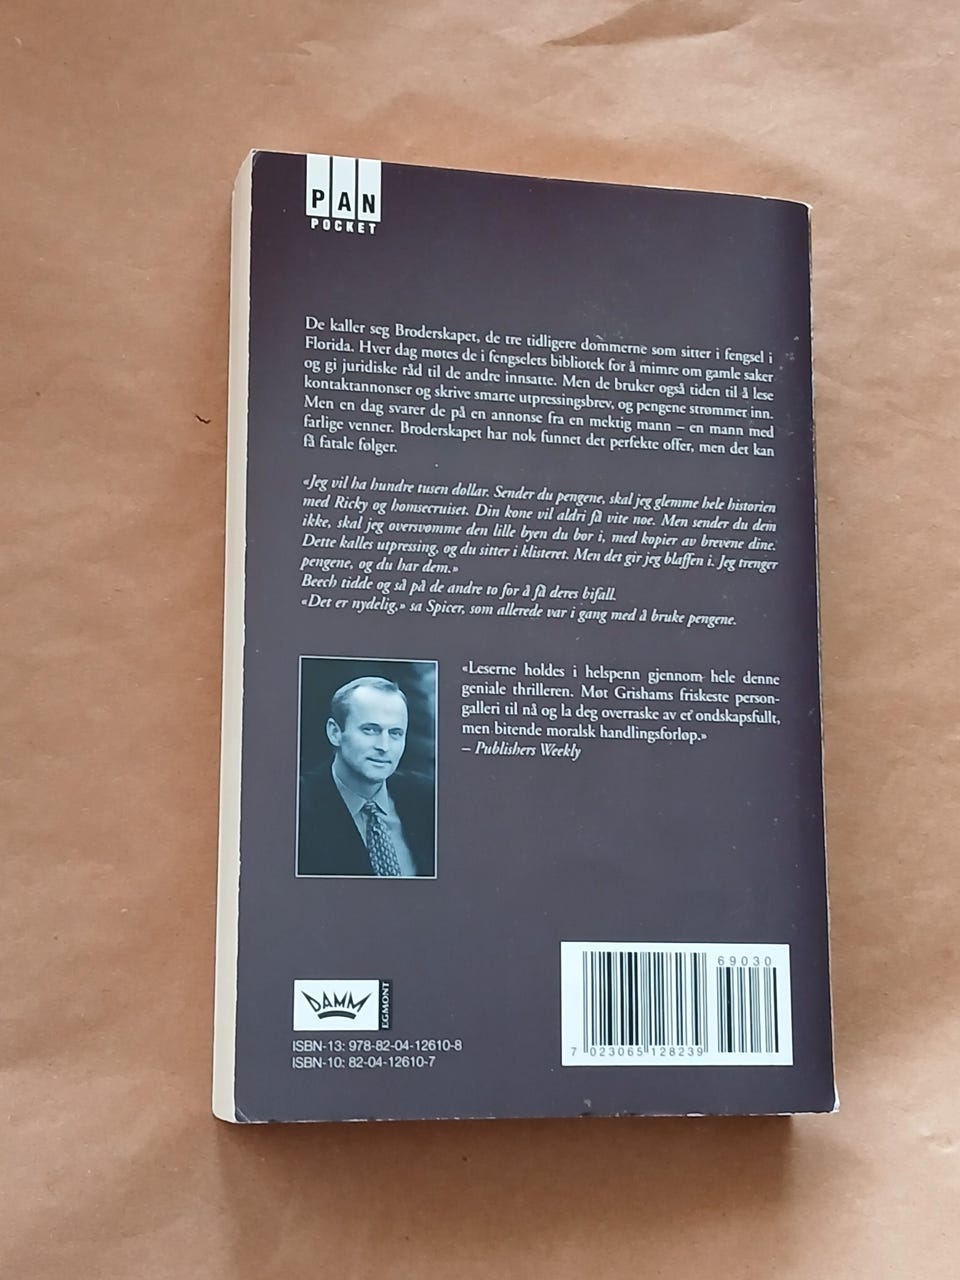 PAN
POCKET
De kaller seg Broderskapet, de tre tidligere dommerne som sitter i fengsel i
Florida. Hver dag møtes de i fengselets bibliotek for å mimre om gamle saker
og gi juridiske råd til de andre innsatte. Men de bruker også tiden til å lese
kontaktannonser og skrive smarte utpressingsbrev, og pengene strømmer inn.
Men en dag svarer de på en annonse fra en mektig mann – en mann med
farlige venner. Broderskapet har nok funnet det perfekte offer, men det kan
få fatale følger.
«Jeg vil ha hundre tusen dollar. Sender du pengene, skal jeg glemme hele historien
med Ricky og homsecruiset. Din kone vil aldri få vite noe. Men sender du dem
ikke, skal jeg oversvømme den lille byen du bor i, med kopier av brevene dine.
Dette kalles utpressing, og du sitter i klisteret. Men det gir jeg blaffen i. Jeg trenger
pengene, og du har dem.»
Beech tidde og så på de andre to for å få deres bifall.
«Det er nydelig,» sa Spicer, som allerede var i gang med å bruke pengene.
«Leserne holdes i helspenn gjennom hele denne
geniale thrilleren. Møt Grishams friskeste person-
galleri til nå og la deg overraske av et ondskapsfullt,
men bitende moralsk handlingsforløp.»
– Publishers Weekly
DAMM
EGMONT
ISBN-13: 978-82-04-12610-8
ISBN-10: 82-04-12610-7
69030
7 023065 128239